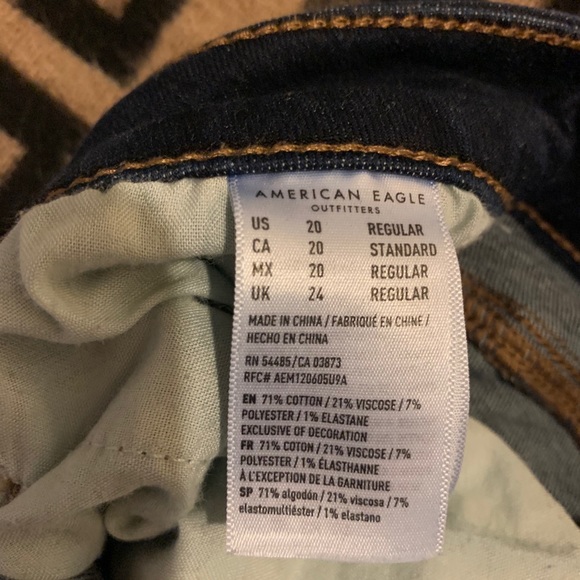 AMERICAN EAGLE
OUTFITTERS
US 20 REGULAR
CA 20 STANDARD
MX 20 REGULAR
UK 24 REGULAR
MADE IN CHINA / FABRIQUÉ EN CHINE /
HECHO EN CHINA
RN 54485/CA 03873
RFC# AEM120605U9A
EN 71% COTTON / 21% VISCOSE / 7%
POLYESTER / 1% ELASTANE
EXCLUSIVE OF DECORATION
FR 71% COTON / 21% VISCOSE / 7%
POLYESTER / 1% ÉLASTHANNE
À L'EXCEPTION DE LA GARNITURE
SP 71% algodón / 21% viscosa / 7%
elastomultiéster / 1% elastano